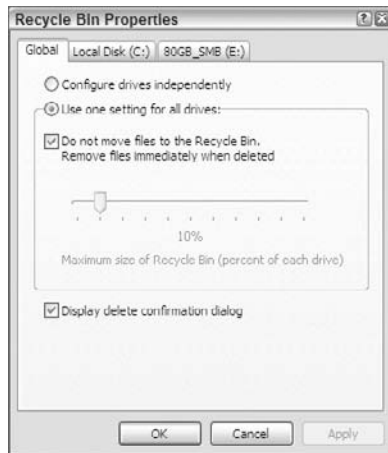 Recycle Bin Properties
Global Local Disk (C:) 80GB_SMB (E:)
Configure drives independently
Use one setting for all drives:
Do not move files to the Recycle Bin.
Remove files immediately when deleted
10%
Maximum size of Recycle Bin (percent of each drive)
Display delete confirmation dialog
OK Cancel Apply